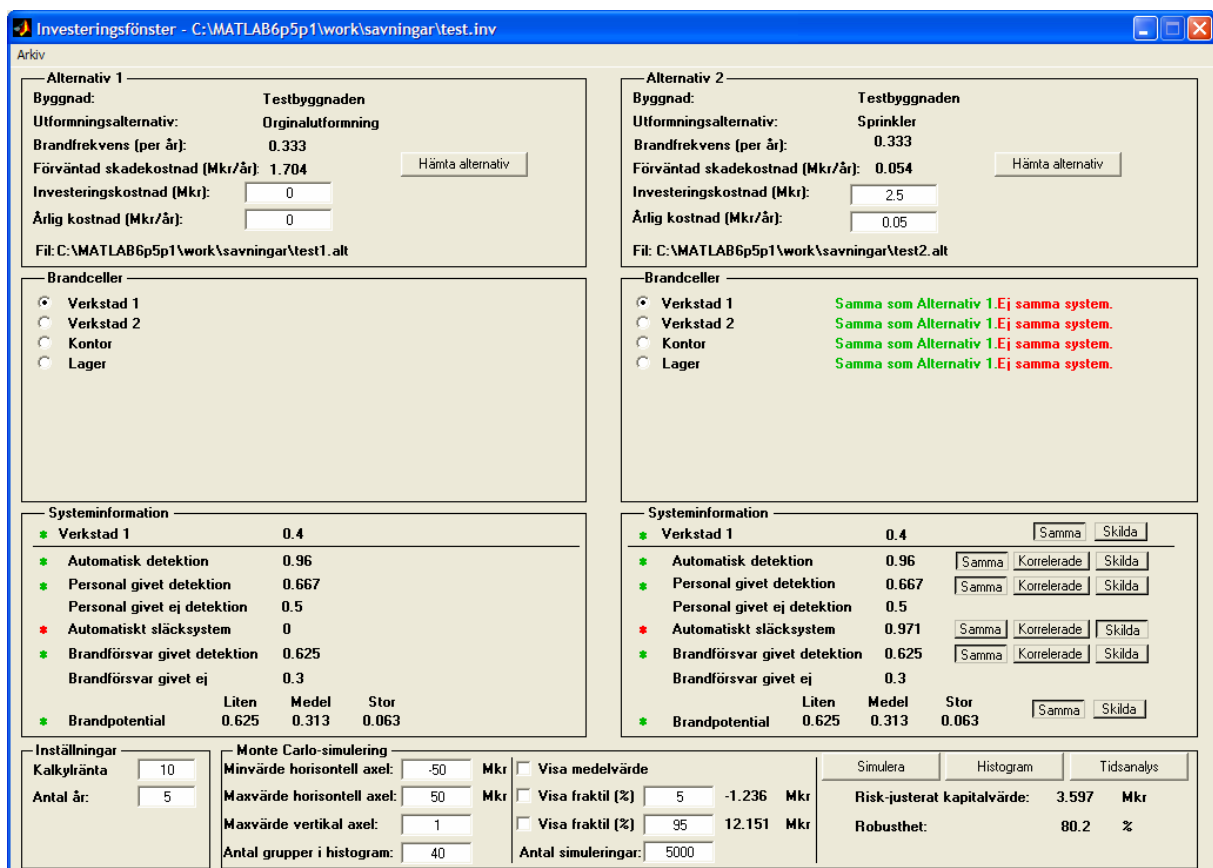 Investeringsfönster - C:\MATLAB6p5p1\work\savningar\test.inv
Arkiv
Alternativ 1
Byggnad: Testbyggnaden
Utformningsalternativ: Orginalutformning
Brandfrekvens (per år): 0.333
Förväntad skadekostnad (Mkr/år): 1.704
Hämta alternativ
Investeringskostnad (Mkr): 0
Årlig kostnad (Mkr/år): 0
Fil: C:\MATLAB6p5p1\work\savningar\test1.alt
Alternativ 2
Byggnad: Testbyggnaden
Utformningsalternativ: Sprinkler
Brandfrekvens (per år): 0.333
Förväntad skadekostnad (Mkr/år): 0.054
Hämta alternativ
Investeringskostnad (Mkr): 2.5
Årlig kostnad (Mkr/år): 0.05
Fil: C:\MATLAB6p5p1\work\savningar\test2.alt
Brandceller
Verkstad 1
Verkstad 2
Kontor
Lager
Brandceller
Verkstad 1 Samma som Alternativ 1.Ej samma system.
Verkstad 2 Samma som Alternativ 1.Ej samma system.
Kontor Samma som Alternativ 1.Ej samma system.
Lager Samma som Alternativ 1.Ej samma system.
Systeminformation
* Verkstad 1 0.4
* Automatisk detektion 0.96
* Personal givet detektion 0.667
Personal givet ej detektion 0.5
* Automatiskt släcksystem 0
* Brandförsvar givet detektion 0.625
Brandförsvar givet ej 0.3
Liten Medel Stor
* Brandpotential 0.625 0.313 0.063
Systeminformation
* Verkstad 1 0.4 Samma Skilda
* Automatisk detektion 0.96 Samma Korrelerade Skilda
* Personal givet detektion 0.667 Samma Korrelerade Skilda
Personal givet ej detektion 0.5
* Automatiskt släcksystem 0.971 Samma Korrelerade Skilda
* Brandförsvar givet detektion 0.625 Samma Korrelerade Skilda
Brandförsvar givet ej 0.3
Liten Medel Stor
* Brandpotential 0.625 0.313 0.063 Samma Skilda
Inställningar
Kalkylränta 10
Antal år: 5
Monte Carlo-simulering
Minvärde horisontell axel: -50 Mkr
Maxvärde horisontell axel: 50 Mkr
Maxvärde vertikal axel: 1
Antal grupper i histogram: 40
Visa medelvärde
Visa fraktil (%) 5 -1.236 Mkr
Visa fraktil (%) 95 12.151 Mkr
Antal simuleringar: 5000
Simulera Histogram Tidsanalys
Risk-justerat kapitalvärde: 3.597 Mkr
Robusthet: 80.2 %